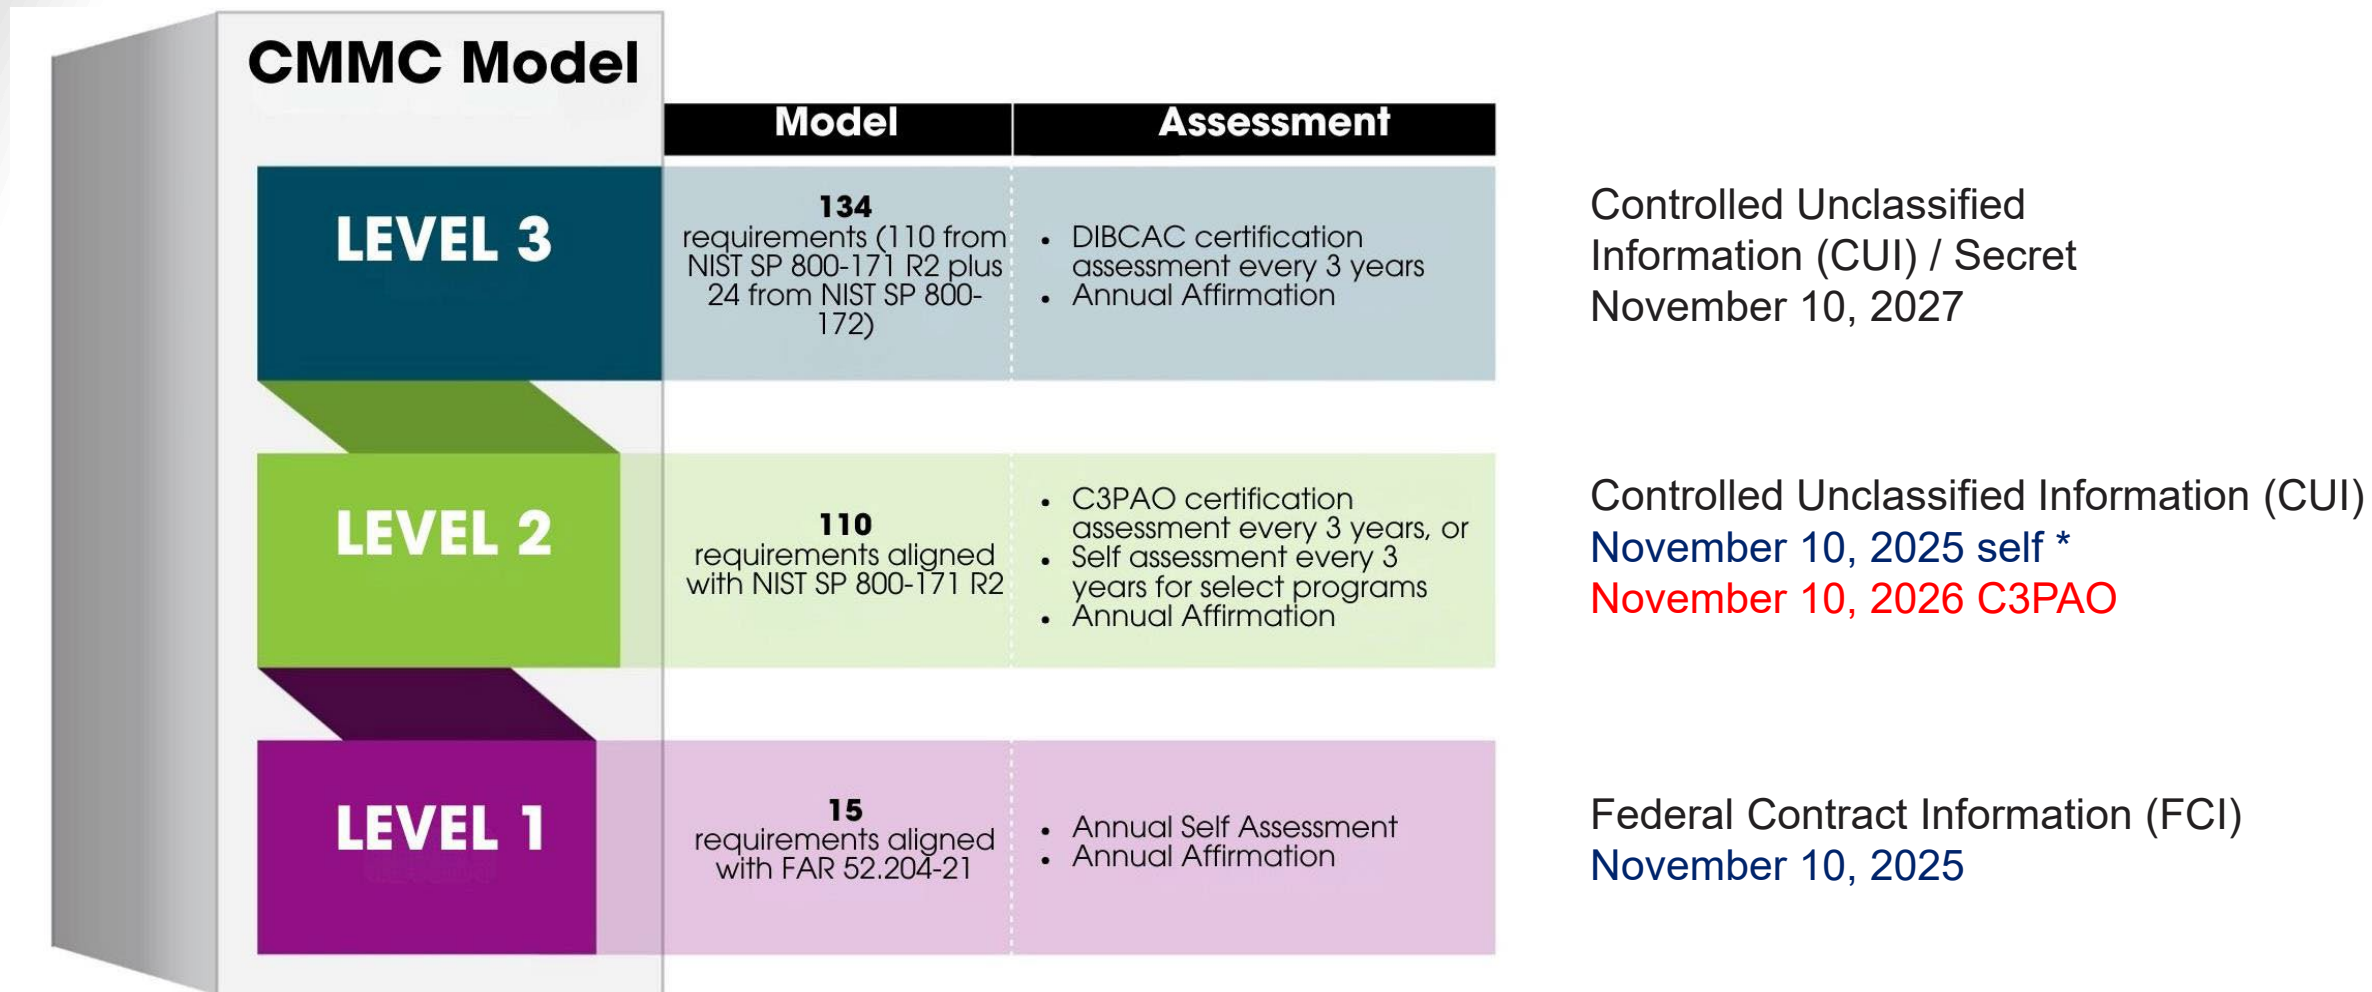 CMMC Model
Model
Assessment
LEVEL 3
134
requirements (110 from
NIST SP 800-171 R2 plus
24 from NIST SP 800-
172)
• DIBCAC certification
assessment every 3 years
• Annual Affirmation
Controlled Unclassified
Information (CUI) / Secret
November 10, 2027
LEVEL 2
110
requirements aligned
with NIST SP 800-171 R2
• C3PAO certification
assessment every 3 years, or
• Self assessment every 3
years for select programs
• Annual Affirmation
Controlled Unclassified Information (CUI)
November 10, 2025 self *
November 10, 2026 C3PAO
LEVEL 1
15
requirements aligned
with FAR 52.204-21
• Annual Self Assessment
• Annual Affirmation
Federal Contract Information (FCI)
November 10, 2025